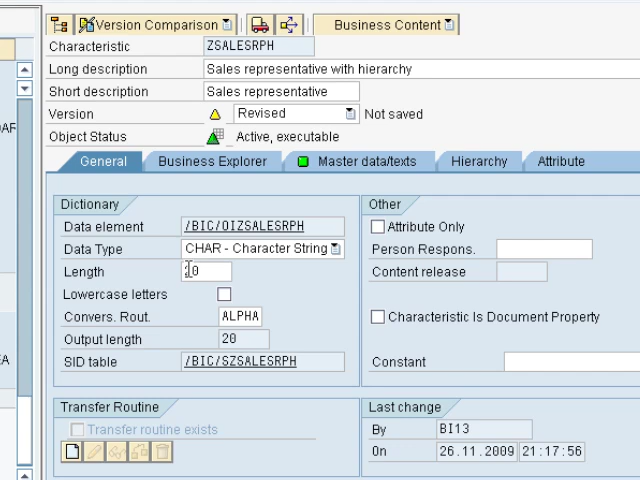 Version Comparison Business Content
Characteristic ZSALESRPH
Long description Sales representative with hierarchy
Short description Sales representative
Version Revised Not saved
Object Status Active, executable
General Business Explorer Master data/texts Hierarchy Attribute
Dictionary Other
Data element /BIC/OIZSALESRPH Attribute Only
Data Type CHAR - Character String Person Respons.
Length 20 Content release
Lowercase letters
Convers. Rout. ALPHA Characteristic Is Document Property
Output length 20
SID table /BIC/SZSALESRPH Constant
Transfer Routine Last change
Transfer routine exists By BI13
On 26.11.2009 21:17:56